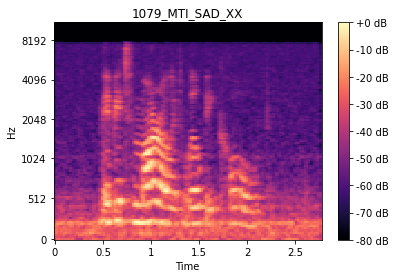 1079_MTI_SAD_XX
8192
4096
2048
1024
512
0
Hz
0
0.5
1
1.5
2
2.5
Time
+0 dB
-10 dB
-20 dB
-30 dB
-40 dB
-50 dB
-60 dB
-70 dB
-80 dB